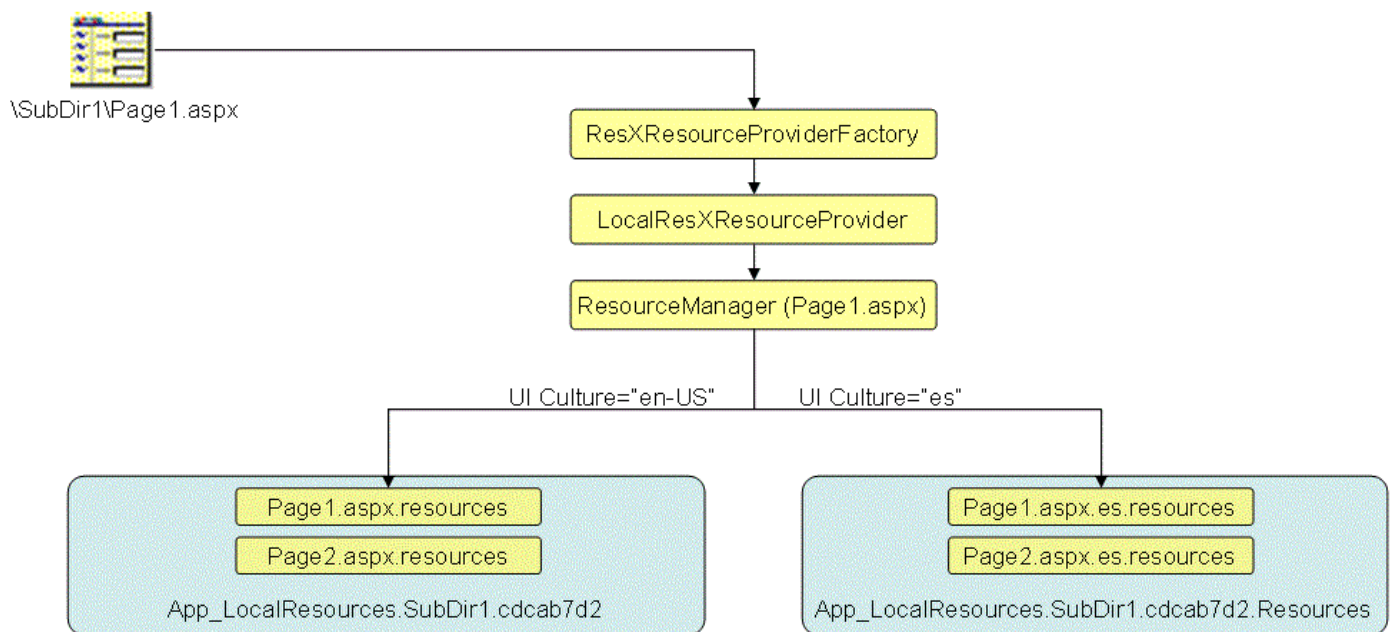 \SubDir1\Page1.aspx
ResXResourceProviderFactory
LocalResXResourceProvider
ResourceManager (Page1.aspx)
UI Culture="en-US"
UI Culture="es"
Page1.aspx.resources
Page2.aspx.resources
App_LocalResources.SubDir1.cdcab7d2
Page1.aspx.es.resources
Page2.aspx.es.resources
App_LocalResources.SubDir1.cdcab7d2.Resources